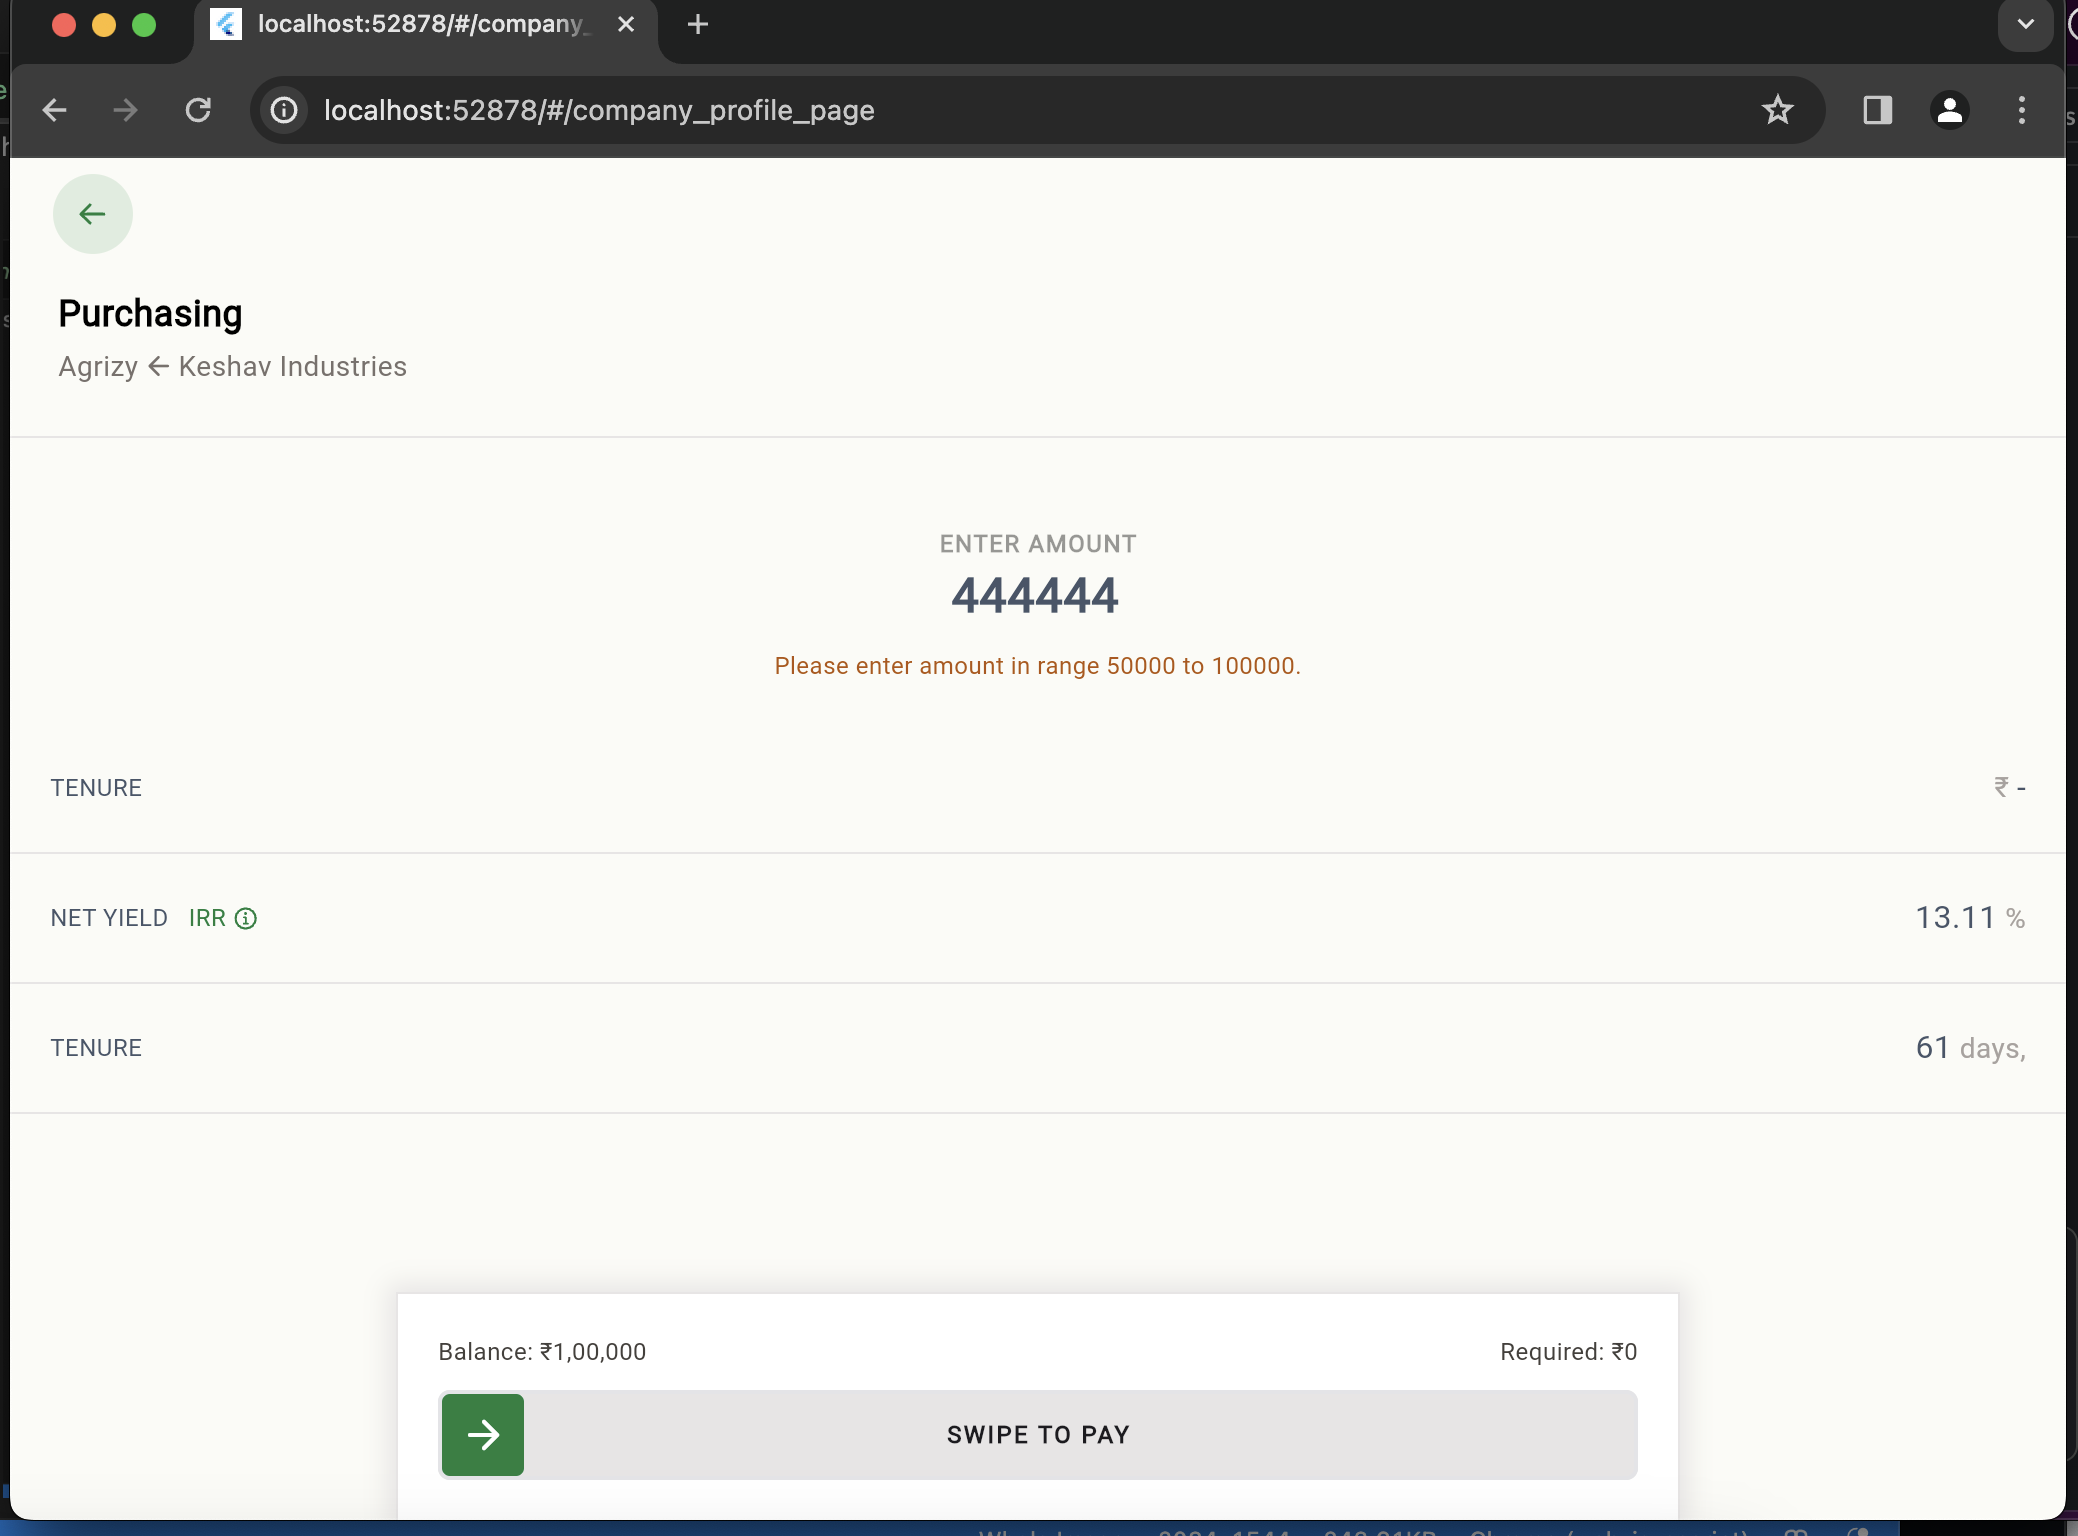 localhost:52878/#/company_
localhost:52878/#/company_profile_page
Purchasing
Agrizy ← Keshav Industries
ENTER AMOUNT
444444
Please enter amount in range 50000 to 100000.
TENURE ₹ -
NET YIELD IRR 13.11 %
TENURE 61 days,
Balance: ₹1,00,000 Required: ₹0
SWIPE TO PAY